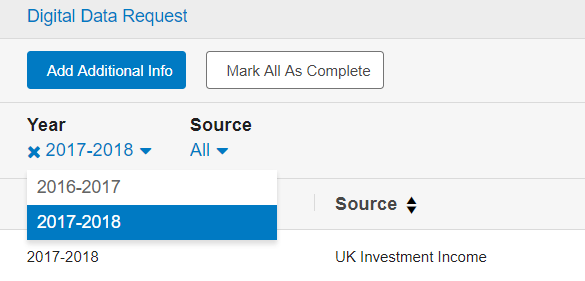 Digital Data Request
Add Additional Info Mark All As Complete
Year Source
2017-2018 All
2016-2017
2017-2018
Source
2017-2018 UK Investment Income